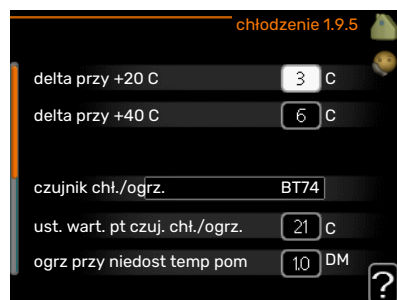 chłodzenie 1.9.5
delta przy +20 C 3 C
delta przy +40 C 6 C
czujnik chł./ogrz. BT74
ust. wart. pt czuj. chł./ogrz. 21 C
ogrz przy niedost temp pom 1.0 DM
?